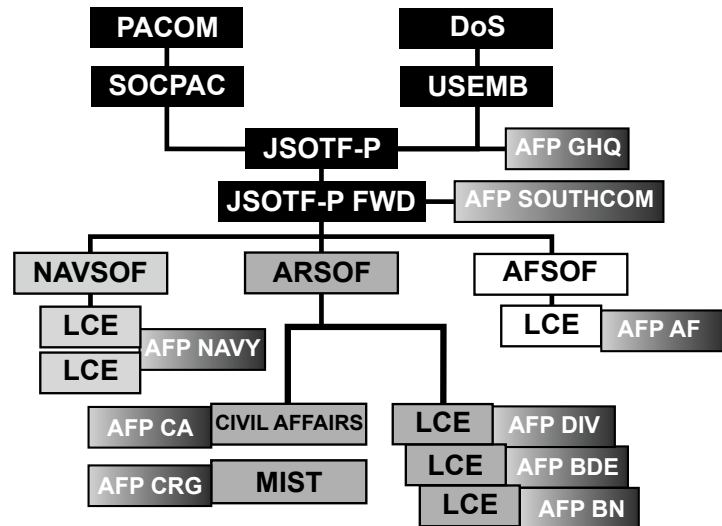 PACOM
DoS
SOCPAC
USEMB
JSOTF-P
AFP GHQ
JSOTF-P FWD
AFP SOUTHCOM
NAVSOF
ARSOF
AFSOF
LCE
AFP NAVY
LCE
LCE
AFP AF
AFP CA
CIVIL AFFAIRS
LCE
AFP DIV
AFP CRG
MIST
LCE
AFP BDE
LCE
AFP BN